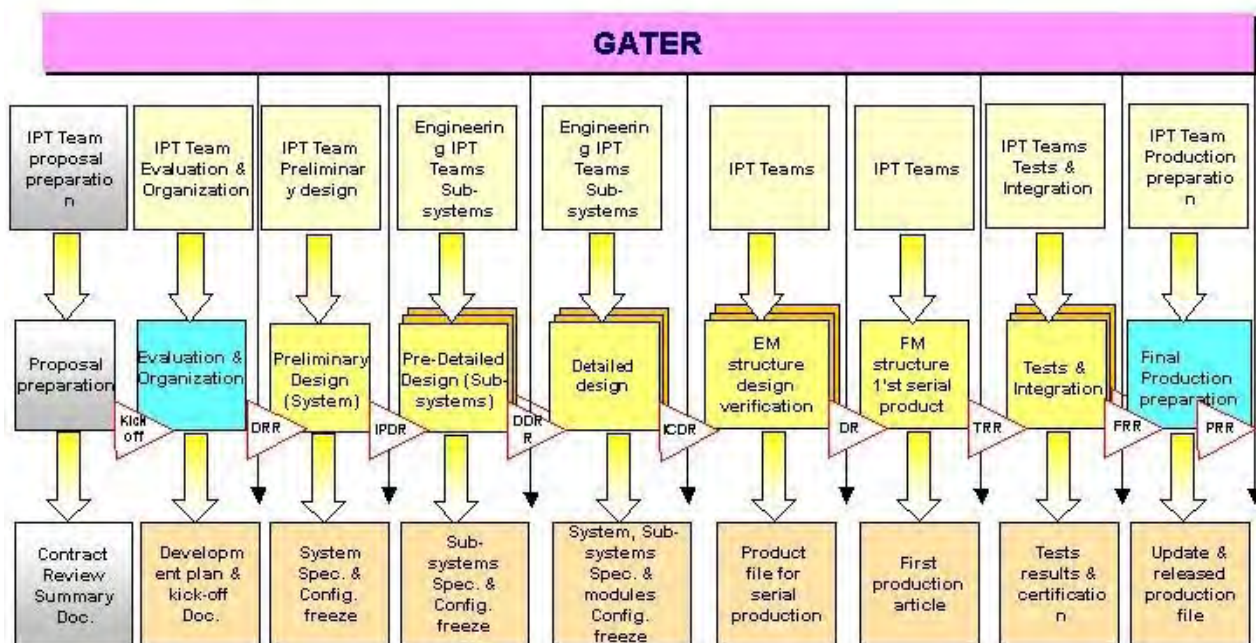 GATER
IPT Team
proposal
preparatio
n
IPT Team
Evaluation &
Organization
IPT Team
Preliminar
y design
Engineerin
g IPT
Teams
Sub-
systems
Engineerin
g IPT
Teams
Sub-
systems
IPT Teams
IPT Teams
IPT Teams
Tests &
Integration
IPT Team
Production
preparatio
n
Proposal
preparation
Evaluation &
Organization
Preliminary
Design
(System)
Pre-Detailed
Design (Sub-
systems)
Detailed
design
EM
structure
design
verification
FM
structure
1'st serial
product
Tests &
Integration
Final
Production
preparation
Kick
off
DRR
IPDR
DDR
R
ICDR
DR
TRR
FRR
PRR
Contract
Review
Summary
Doc.
Developm
ent plan &
kick-off
Doc.
System
Spec. &
Config.
freeze
Sub-
systems
Spec. &
Config.
freeze
System, Sub-
systems
Spec. &
modules
Config.
freeze
Product
file for
serial
production
First
production
article
Tests
results &
certificatio
n
Update &
released
production
file